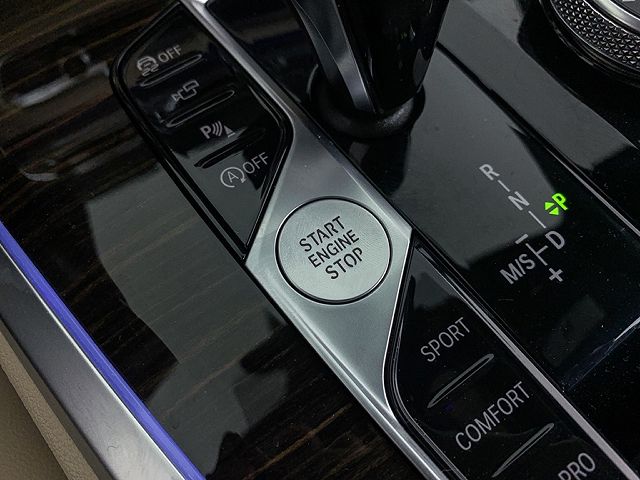 OFF
P
A OFF
START
ENGINE
STOP
R
N
P
D
M/S
+
SPORT
COMFORT
PRO